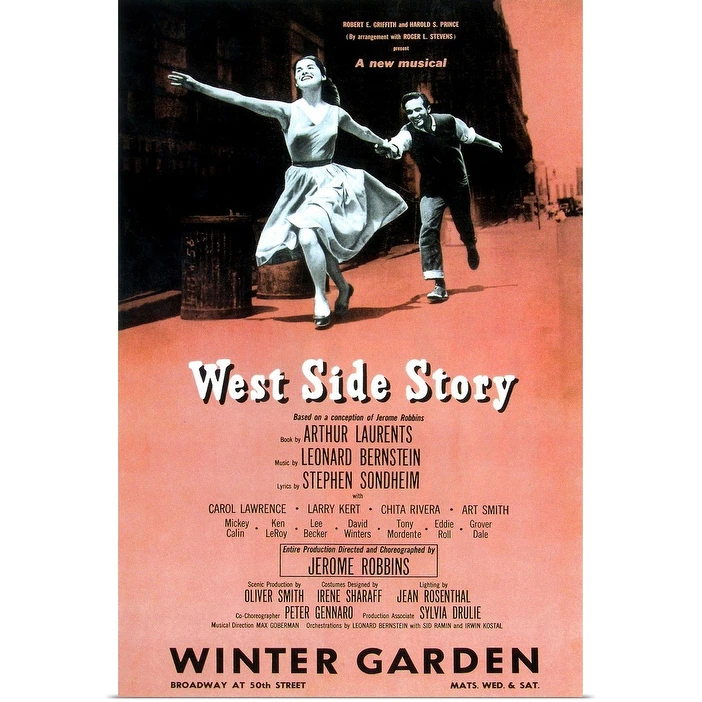 ROBERT E. GRIFFITH and HAROLD S. PRINCE
(By arrangement with ROGER L. STEVENS)
present
A new musical
West Side Story
Based on a conception of Jerome Robbins
Book by ARTHUR LAURENTS
Music by LEONARD BERNSTEIN
Lyrics by STEPHEN SONDHEIM
with
CAROL LAWRENCE • LARRY KERT • CHITA RIVERA • ART SMITH
Mickey Calin • Ken LeRoy • Lee Becker • David Winters • Tony Mordente • Eddie Roll • Grover Dale
Entire Production Directed and Choreographed by
JEROME ROBBINS
Scenic Production by Costumes Designed by Lighting by
OLIVER SMITH IRENE SHARAFF JEAN ROSENTHAL
Co-Choreographer PETER GENNARO Production Associate SYLVIA DRULIE
Musical Direction MAX GOBERMAN Orchestrations by LEONARD BERNSTEIN with SID RAMIN and IRWIN KOSTAL
WINTER GARDEN
BROADWAY AT 50th STREET MATS. WED. & SAT.